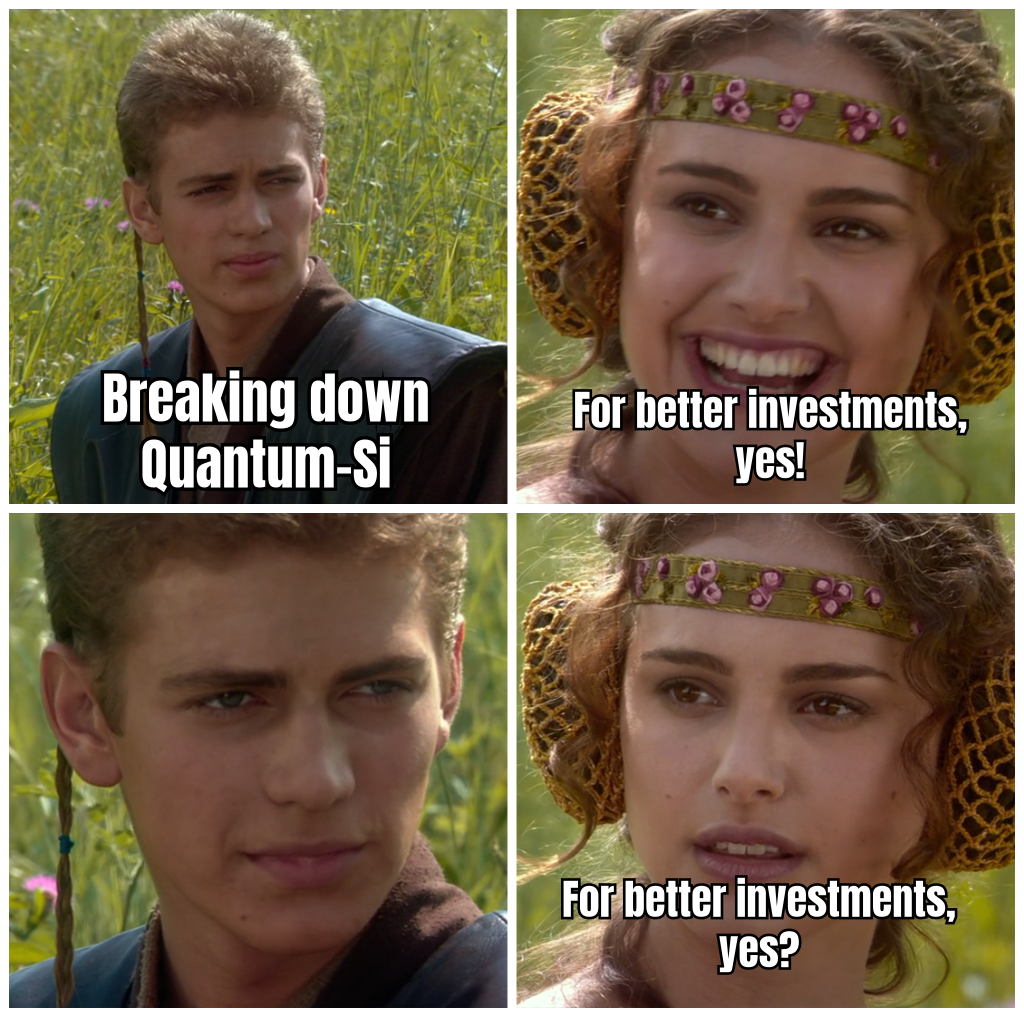 Breaking down
Quantum-Si
For better investments,
yes!
For better investments,
yes?